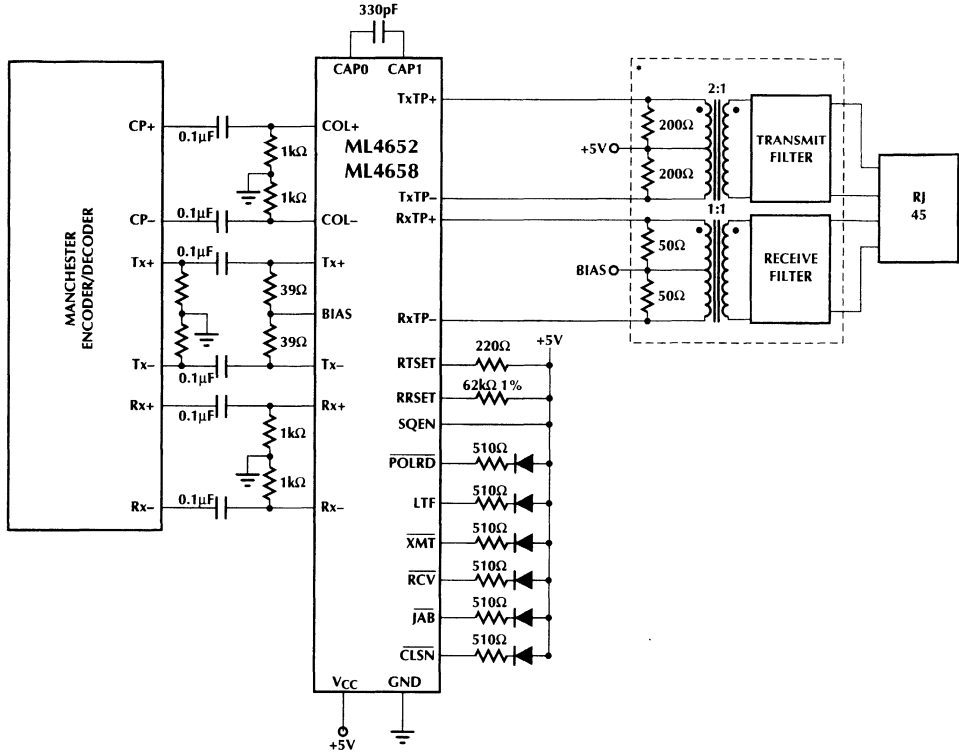 330pF
CAP0 CAP1
MANCHESTER
ENCODER/DECODER
CP+
0.1µF
1kΩ
1kΩ
CP–
0.1µF
Tx+
0.1µF
39Ω
39Ω
Tx–
0.1µF
Rx+
0.1µF
1kΩ
1kΩ
Rx–
0.1µF
COL+
ML4652
ML4658
COL–
Tx+
BIAS
Tx–
Rx+
Rx–
TxTP+
TxTP–
RxTP+
RxTP–
RTSET
RRSET
SQEN
POLRD
LTF
XMT
RCV
JAB
CLSN
VCC
GND
+5V
220Ω
62kΩ 1%
+5V
510Ω
510Ω
510Ω
510Ω
510Ω
510Ω
*
2:1
200Ω
+5V
200Ω
TRANSMIT
FILTER
1:1
50Ω
BIAS
50Ω
RECEIVE
FILTER
RJ
45